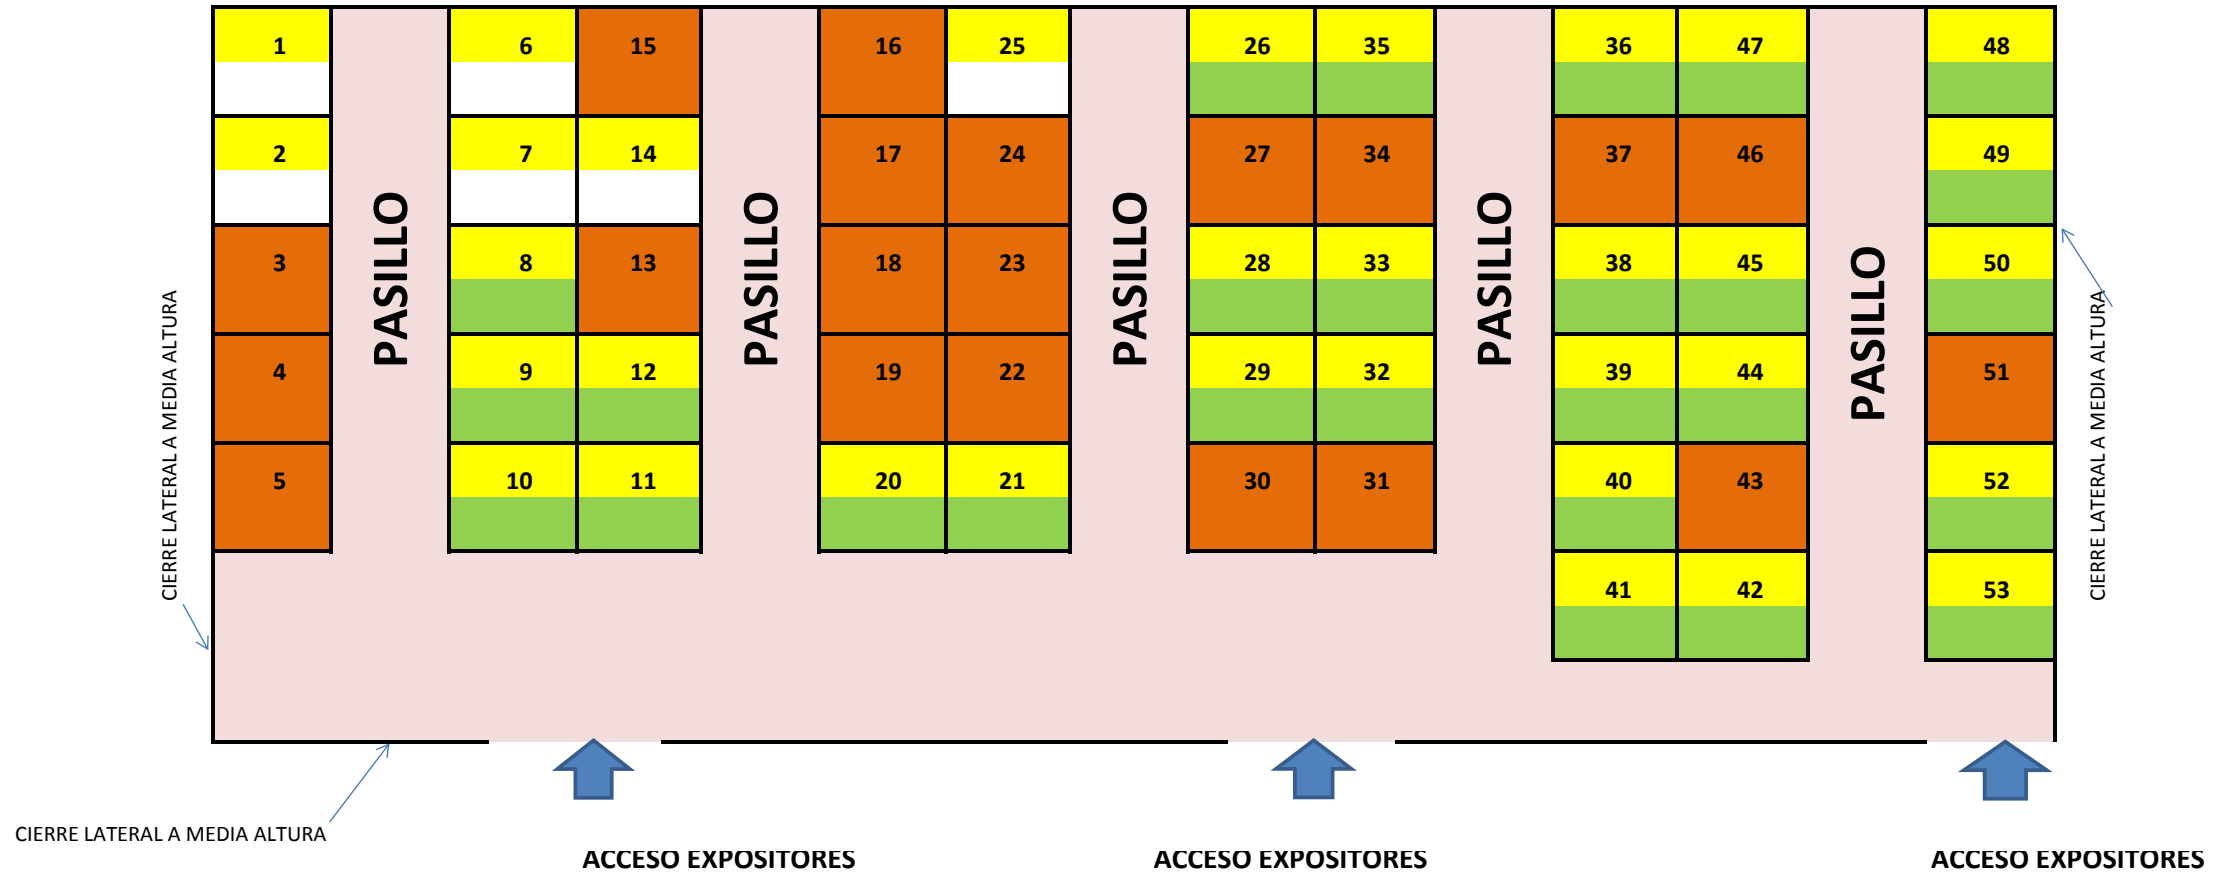 1 6 15 16 25 26 35 36 47 48
2 7 14 17 24 27 34 37 46 49
PASILLO PASILLO PASILLO PASILLO PASILLO
3 8 13 18 23 28 33 38 45 50
4 9 12 19 22 29 32 39 44 51
5 10 11 20 21 30 31 40 43 52
41 42 53
CIERRE LATERAL A MEDIA ALTURA
CIERRE LATERAL A MEDIA ALTURA
CIERRE LATERAL A MEDIA ALTURA
ACCESO EXPOSITORES ACCESO EXPOSITORES ACCESO EXPOSITORES